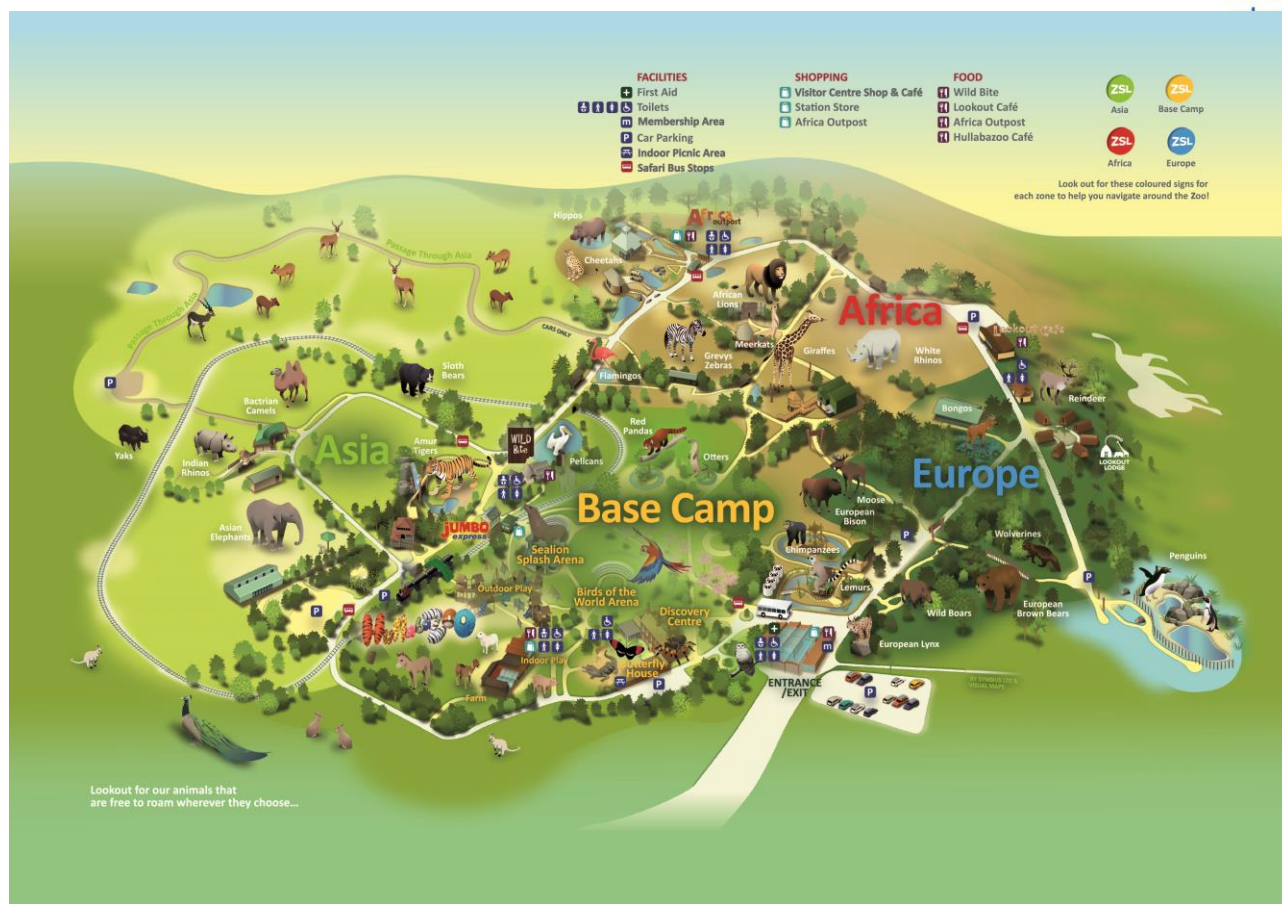 FACILITIES
First Aid
Toilets
m Membership Area
P Car Parking
Indoor Picnic Area
Safari Bus Stops
SHOPPING
Visitor Centre Shop & Café
Station Store
Africa Outpost
FOOD
Wild Bite
Lookout Café
Africa Outpost
Hullabazoo Café
ZSL
Asia
ZSL
Base Camp
ZSL
Africa
ZSL
Europe
Look out for these coloured signs for
each zone to help you navigate around the Zoo!
Hippos
Africa
outpost
Cheetahs
Passage Through Asia
Passage Through Asia
CARS ONLY
African
Lions
Meerkats
Grevys
Zebras
Giraffes
Africa
White
Rhinos
P
Lookout Café
Reindeer
Flamingos
Sloth
Bears
Bactrian
Camels
P
Yaks
Indian
Rhinos
Asia
Amur
Tigers
WILD
Bite
Pelicans
Red
Pandas
Otters
Bongos
LOOKOUT
LODGE
Europe
Moose
European
Bison
Base Camp
Asian
Elephants
JUMBO
express
Sealion
Splash Arena
Chimpanzees
Lemurs
P
Wolverines
Penguins
P
Wild Boars
European
Brown Bears
European Lynx
Outdoor Play
Birds of the
World Arena
Discovery
Centre
P
P
Indoor Play
Butterfly
House
P
Farm
m
ENTRANCE
/EXIT
P
Lookout for our animals that
are free to roam wherever they choose...